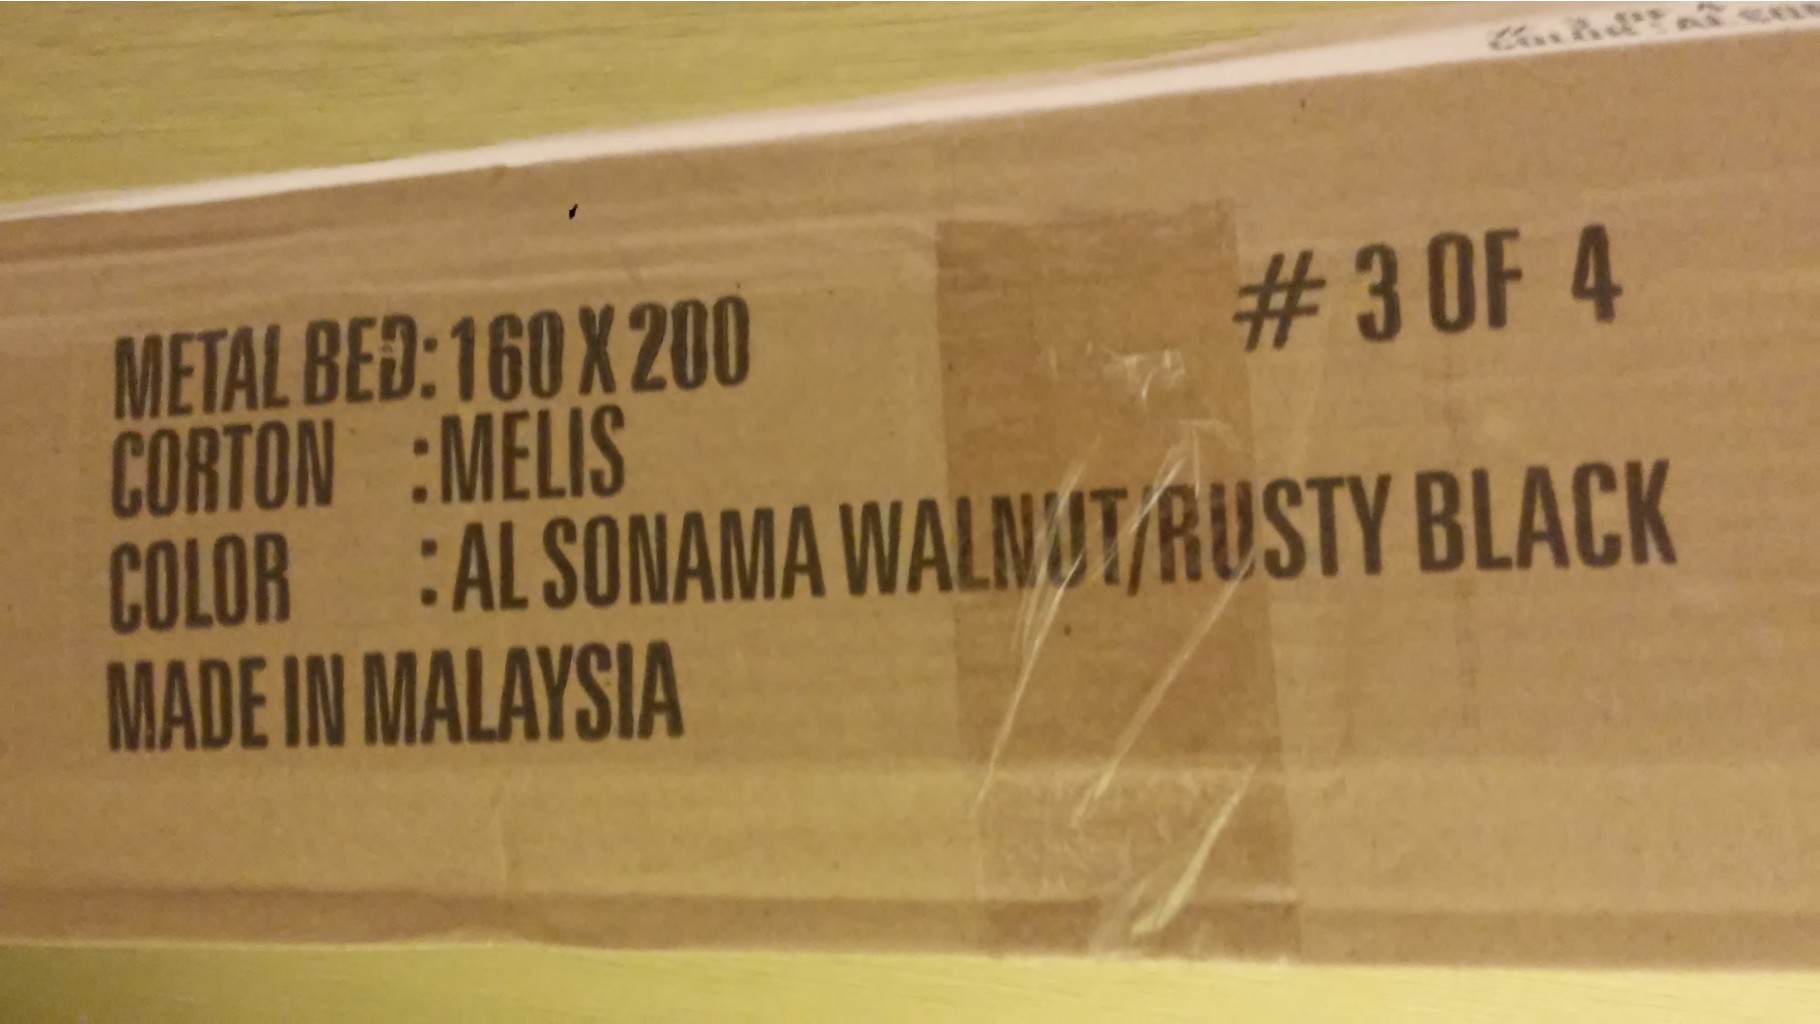 # 3 OF 4
METAL BED: 160 X 200
CORTON : MELIS
COLOR : AL SONAMA WALNUT/RUSTY BLACK
MADE IN MALAYSIA